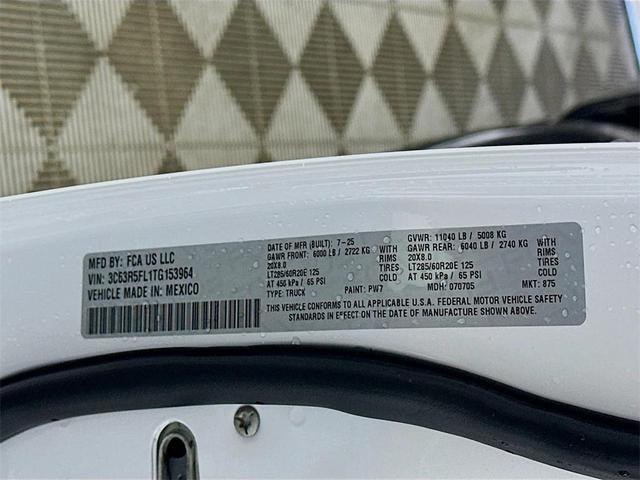 MFD BY: FCA US LLC
VIN: 3C63R5FL1TG153964
VEHICLE MADE IN: MEXICO
DATE OF MFR (BUILT): 7-25
GAWR FRONT: 6000 LB / 2722 KG WITH
20X8.0 RIMS
LT285/60R20E 125 TIRES
AT 450 kPa / 65 PSI
TYPE: TRUCK PAINT: PW7
GVWR: 11040 LB / 5008 KG
GAWR REAR: 6040 LB / 2740 KG WITH
20X8.0 RIMS
LT285/60R20E 125 TIRES
AT 450 kPa / 65 PSI
MDH: 070705 MKT: 875
THIS VEHICLE CONFORMS TO ALL APPLICABLE U.S.A. FEDERAL MOTOR VEHICLE SAFETY
STANDARDS IN EFFECT ON THE DATE OF MANUFACTURE SHOWN ABOVE.